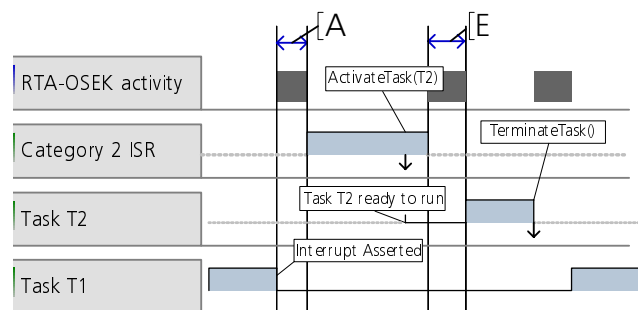 [A
[E
RTA-OSEK activity
ActivateTask(T2)
Category 2 ISR
TerminateTask()
Task T2
Task T2 ready to run
Interrupt Asserted
Task T1